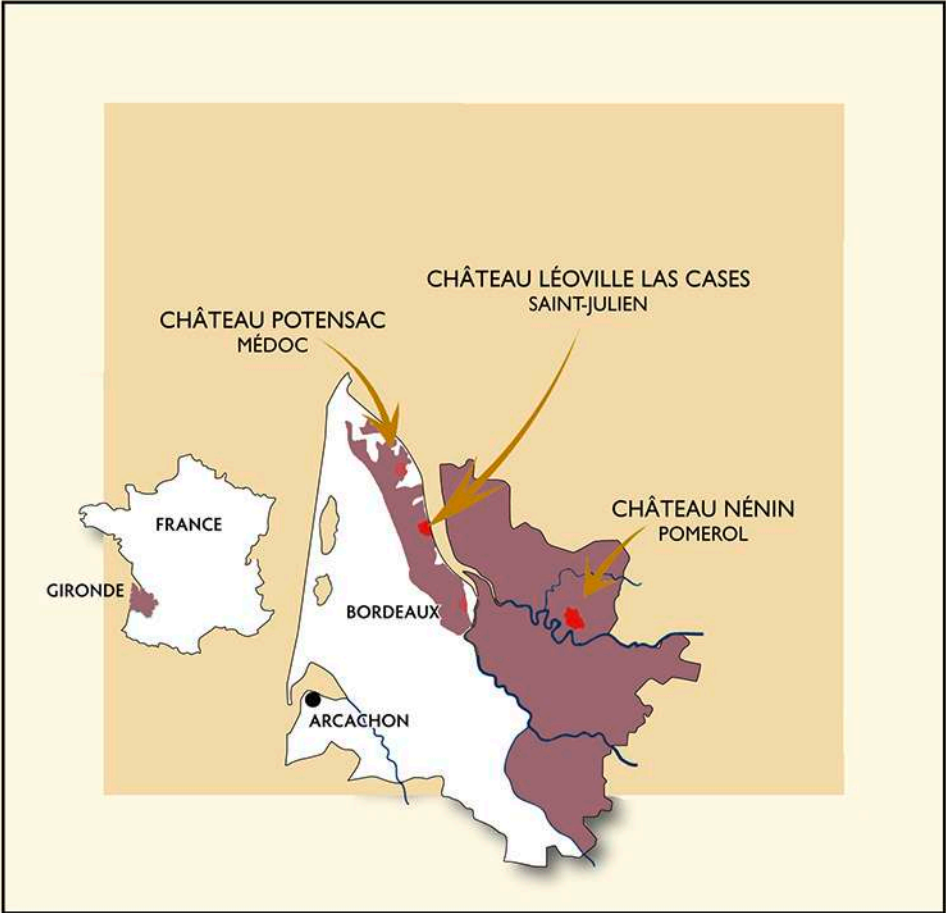 CHÂTEAU LÉOVILLE LAS CASES
SAINT-JULIEN
CHÂTEAU POTENSAC
MÉDOC
CHÂTEAU NÉNIN
POMEROL
FRANCE
GIRONDE
BORDEAUX
ARCACHON